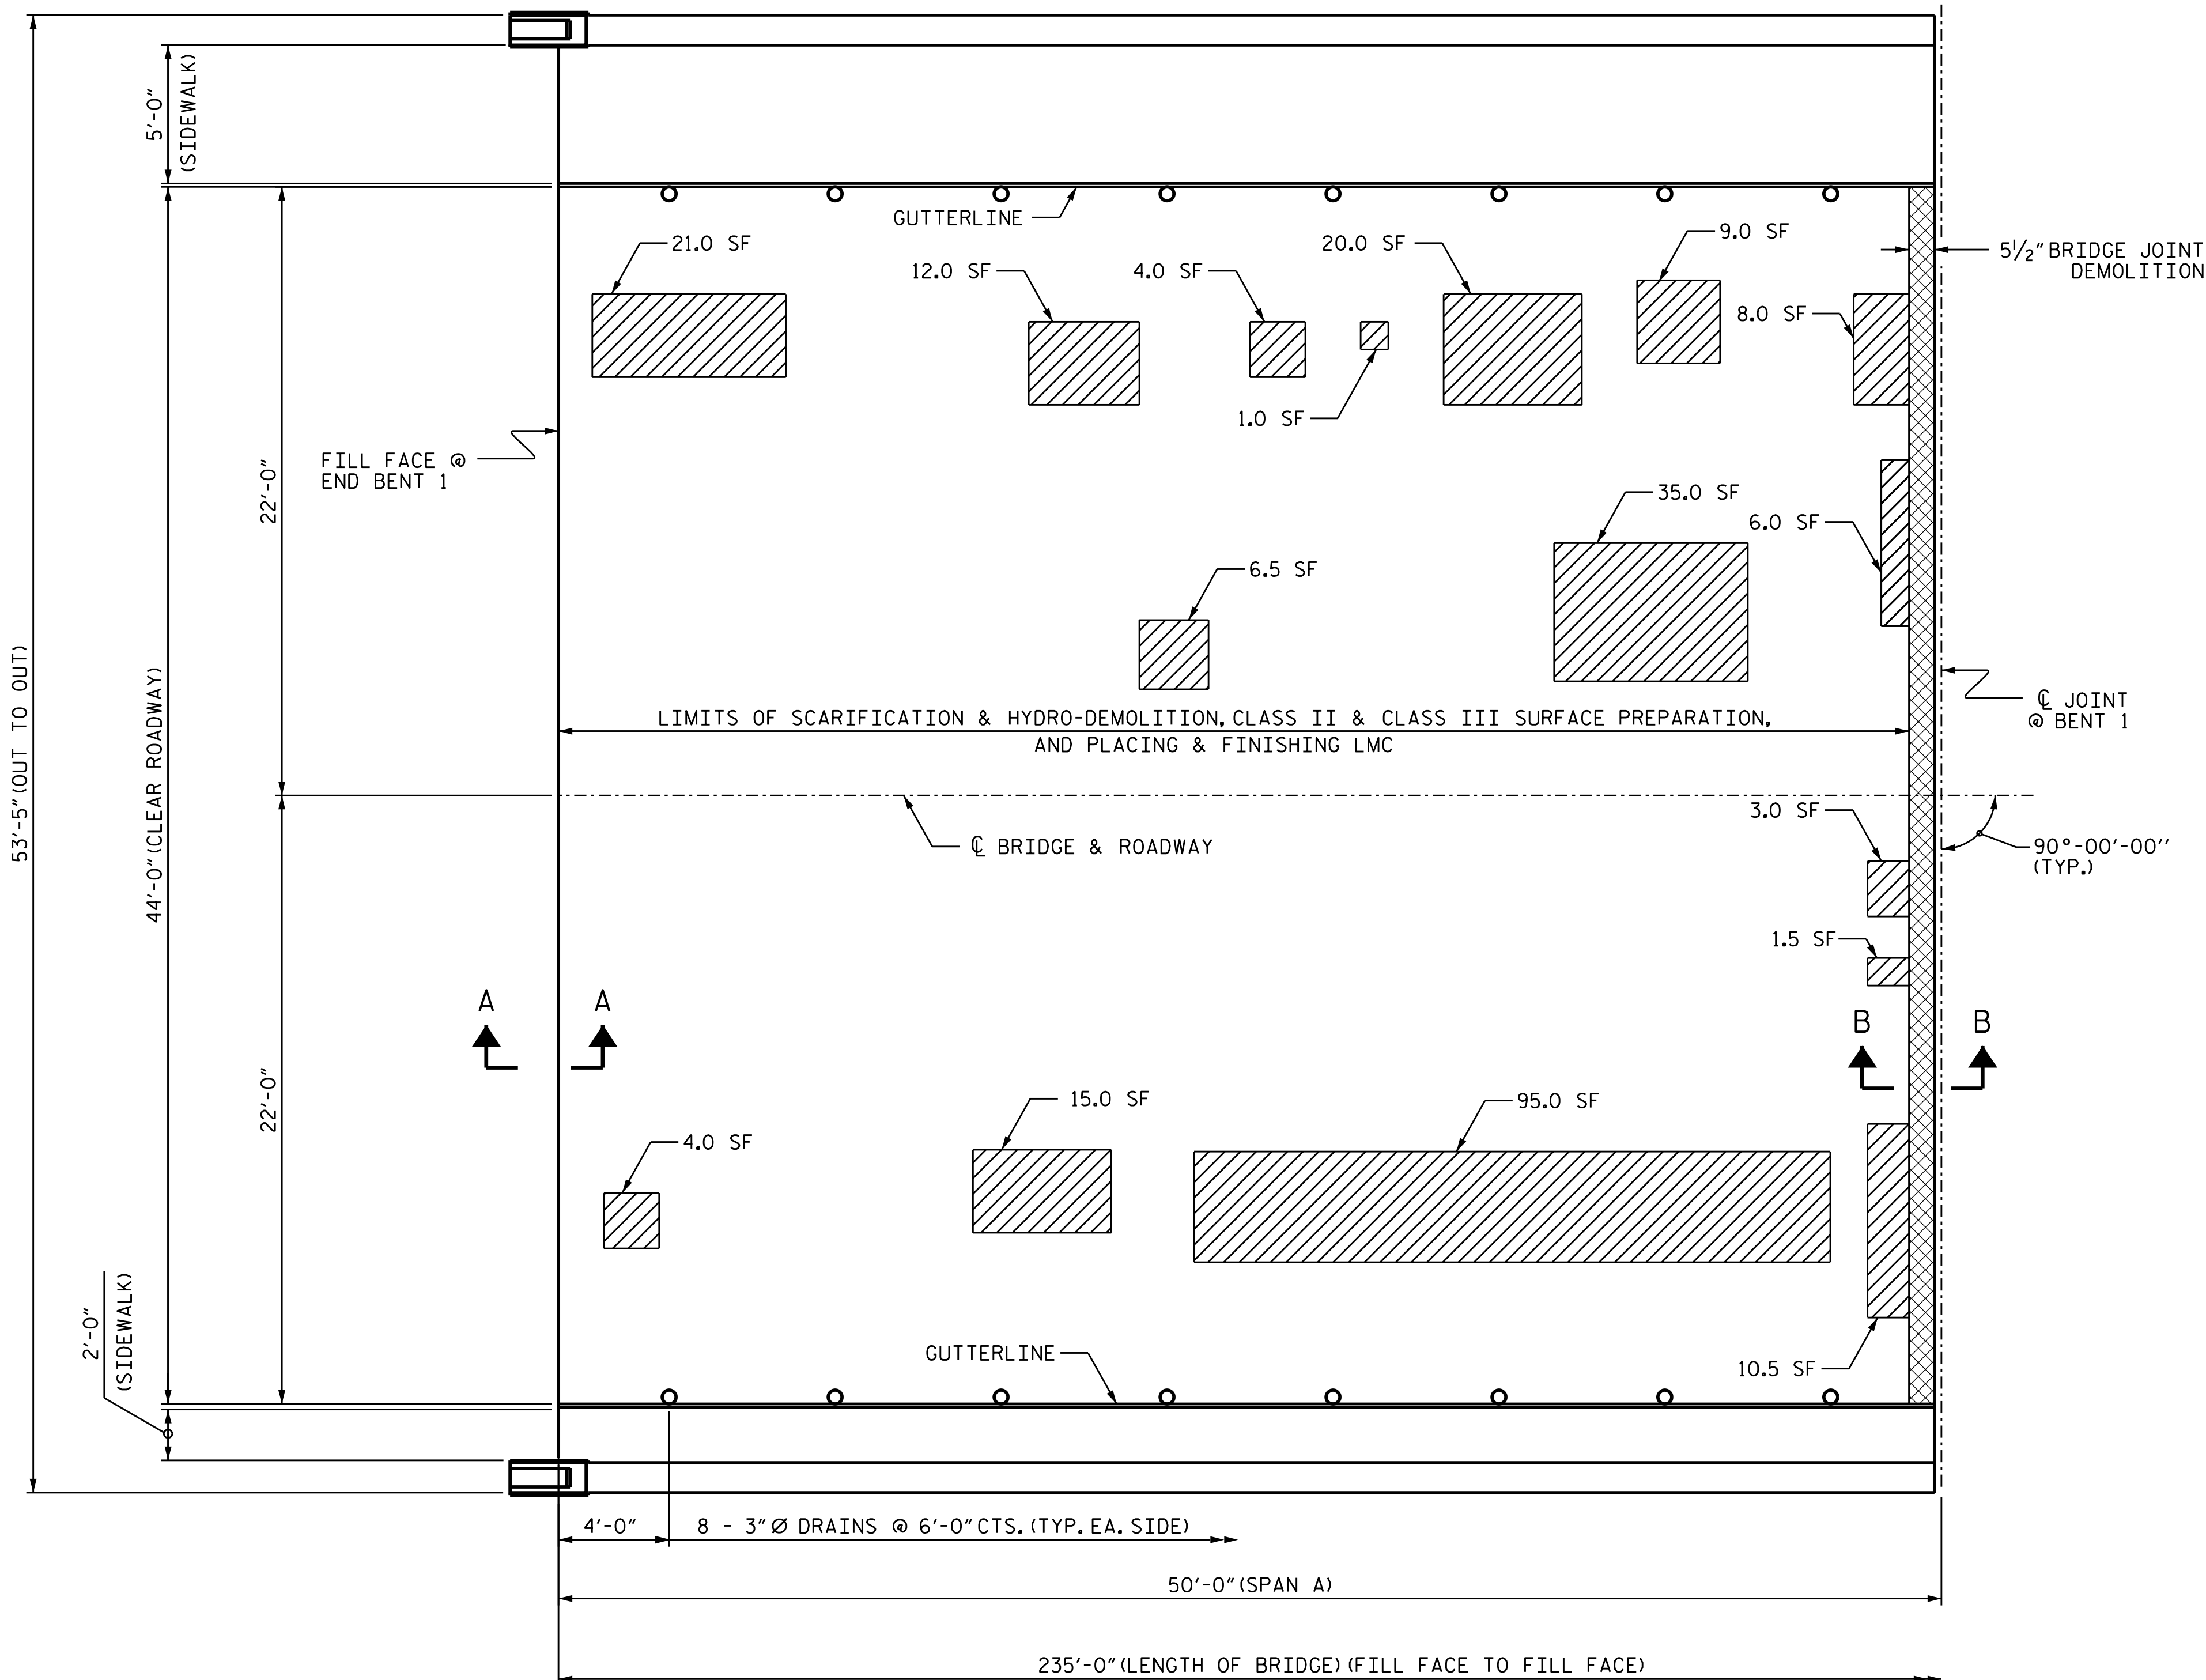 5'-0"
(SIDEWALK)
GUTTERLINE
21.0 SF
12.0 SF
4.0 SF
20.0 SF
9.0 SF
8.0 SF
1.0 SF
5½" BRIDGE JOINT
DEMOLITION
FILL FACE @
END BENT 1
22'-0"
35.0 SF
6.0 SF
6.5 SF
53'-5" (OUT TO OUT)
44'-0" (CLEAR ROADWAY)
LIMITS OF SCARIFICATION & HYDRO-DEMOLITION, CLASS II & CLASS III SURFACE PREPARATION,
AND PLACING & FINISHING LMC
℄ JOINT
@ BENT 1
℄ BRIDGE & ROADWAY
3.0 SF
90°-00'-00''
(TYP.)
1.5 SF
A
A
B
B
22'-0"
4.0 SF
15.0 SF
95.0 SF
10.5 SF
2'-0"
(SIDEWALK)
GUTTERLINE
4'-0"
8 - 3" Ø DRAINS @ 6'-0" CTS. (TYP. EA. SIDE)
50'-0" (SPAN A)
235'-0" (LENGTH OF BRIDGE) (FILL FACE TO FILL FACE)